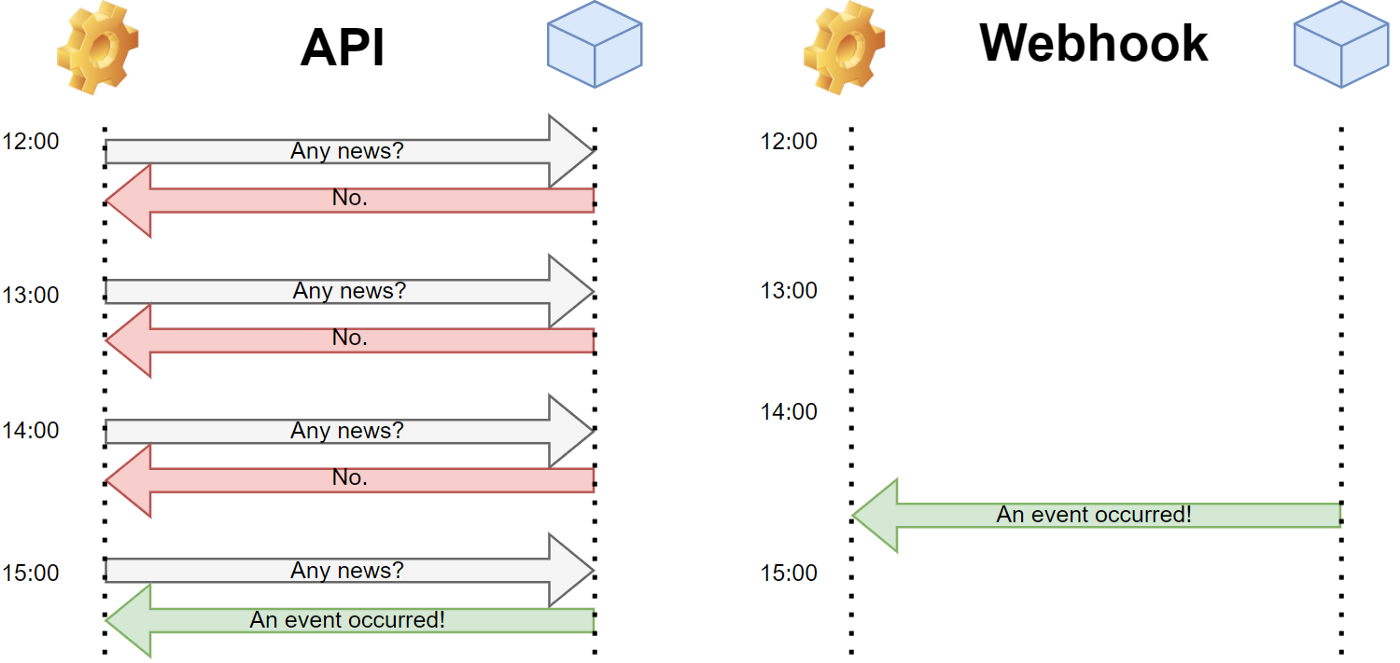 API
12:00
Any news?
No.
13:00
Any news?
No.
14:00
Any news?
No.
15:00
Any news?
An event occurred!
Webhook
12:00
13:00
14:00
An event occurred!
15:00